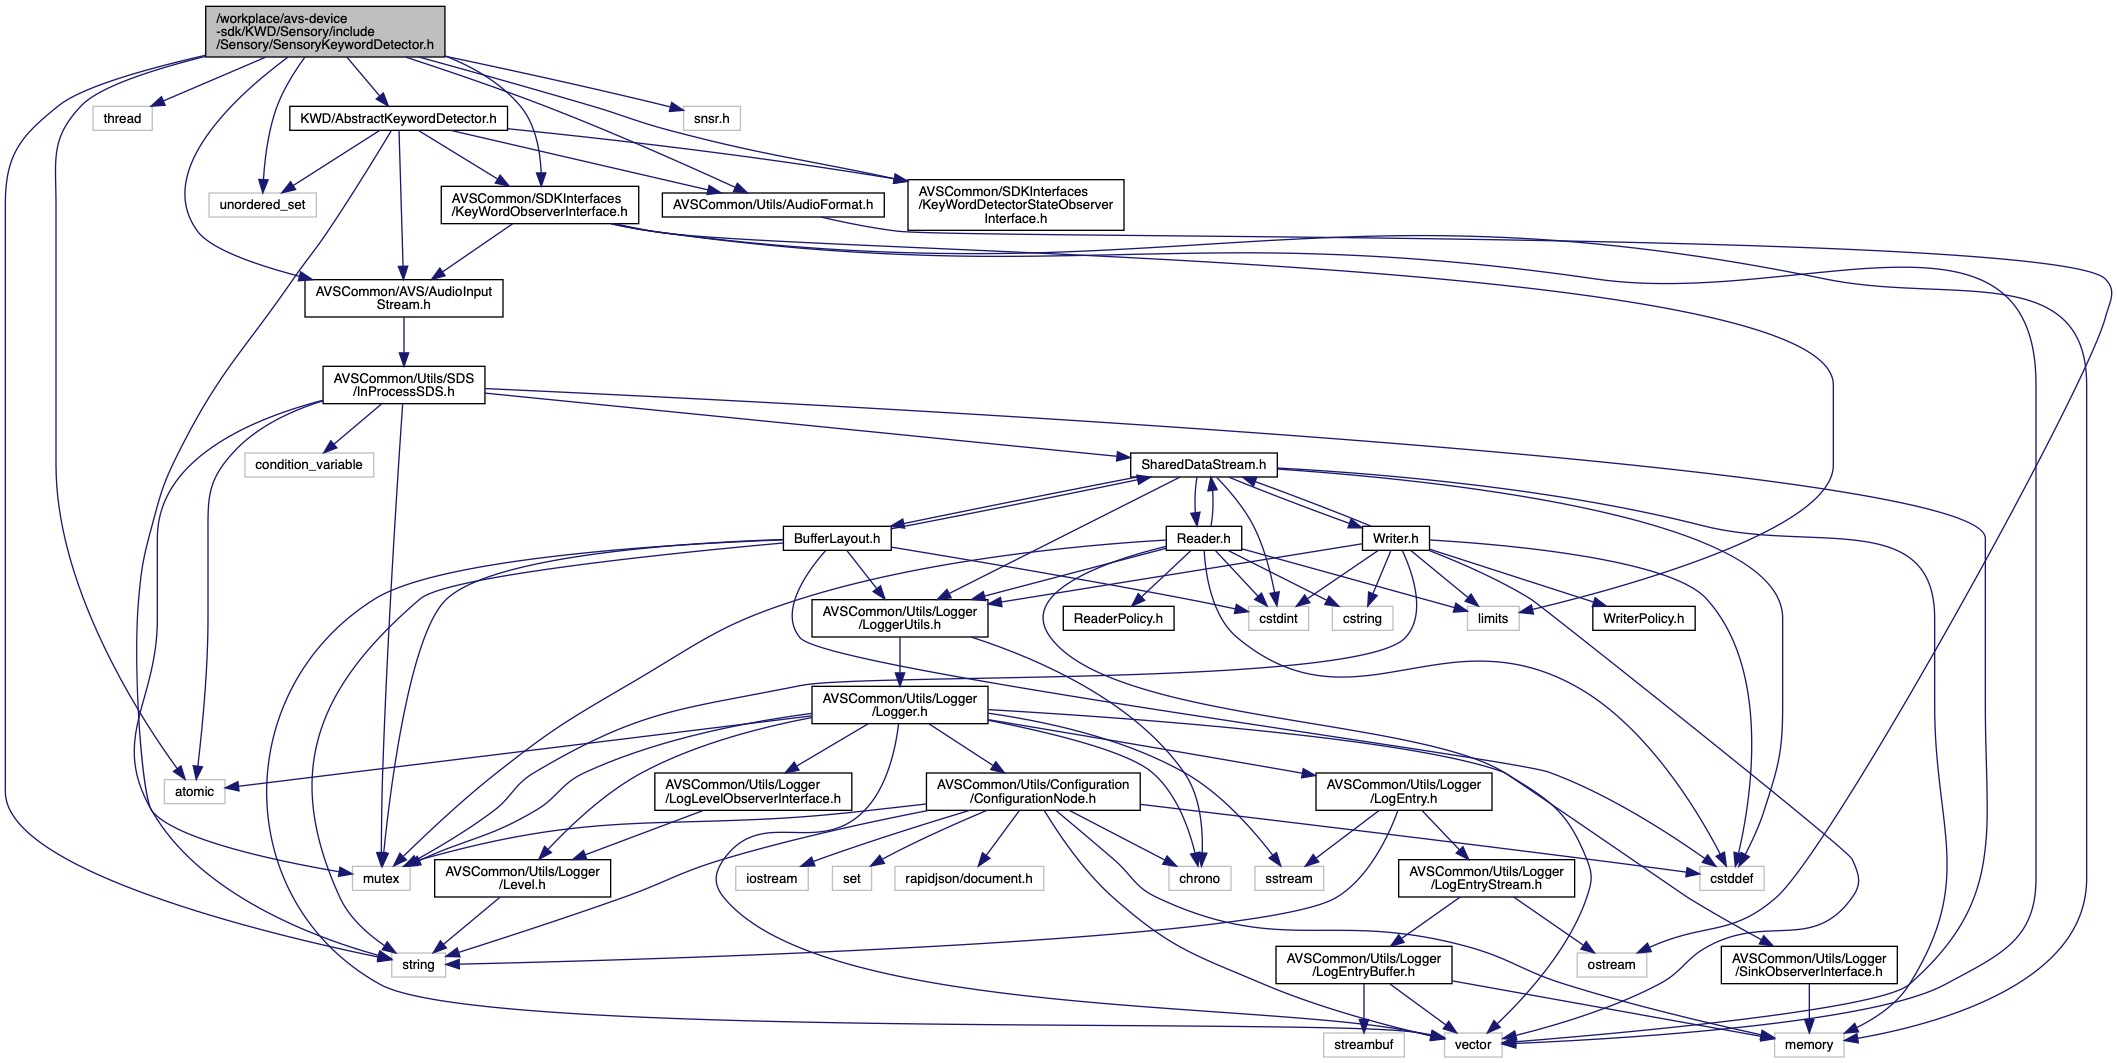 /workplace/avs-device
-sdk/KWD/Sensory/include
/Sensory/SensoryKeywordDetector.h
thread
KWD/AbstractKeywordDetector.h
snsr.h
unordered_set
AVSCommon/SDKInterfaces
/KeyWordObserverInterface.h
AVSCommon/Utils/AudioFormat.h
AVSCommon/SDKInterfaces
/KeyWordDetectorStateObserver
Interface.h
AVSCommon/AVS/AudioInput
Stream.h
AVSCommon/Utils/SDS
/InProcessSDS.h
condition_variable
SharedDataStream.h
BufferLayout.h
Reader.h
Writer.h
AVSCommon/Utils/Logger
/LoggerUtils.h
ReaderPolicy.h
cstdint
cstring
limits
WriterPolicy.h
AVSCommon/Utils/Logger
/Logger.h
atomic
AVSCommon/Utils/Logger
/LogLevelObserverInterface.h
AVSCommon/Utils/Configuration
/ConfigurationNode.h
AVSCommon/Utils/Logger
/LogEntry.h
mutex
AVSCommon/Utils/Logger
/Level.h
iostream
set
rapidjson/document.h
chrono
sstream
AVSCommon/Utils/Logger
/LogEntryStream.h
cstddef
string
AVSCommon/Utils/Logger
/LogEntryBuffer.h
ostream
AVSCommon/Utils/Logger
/SinkObserverInterface.h
streambuf
vector
memory